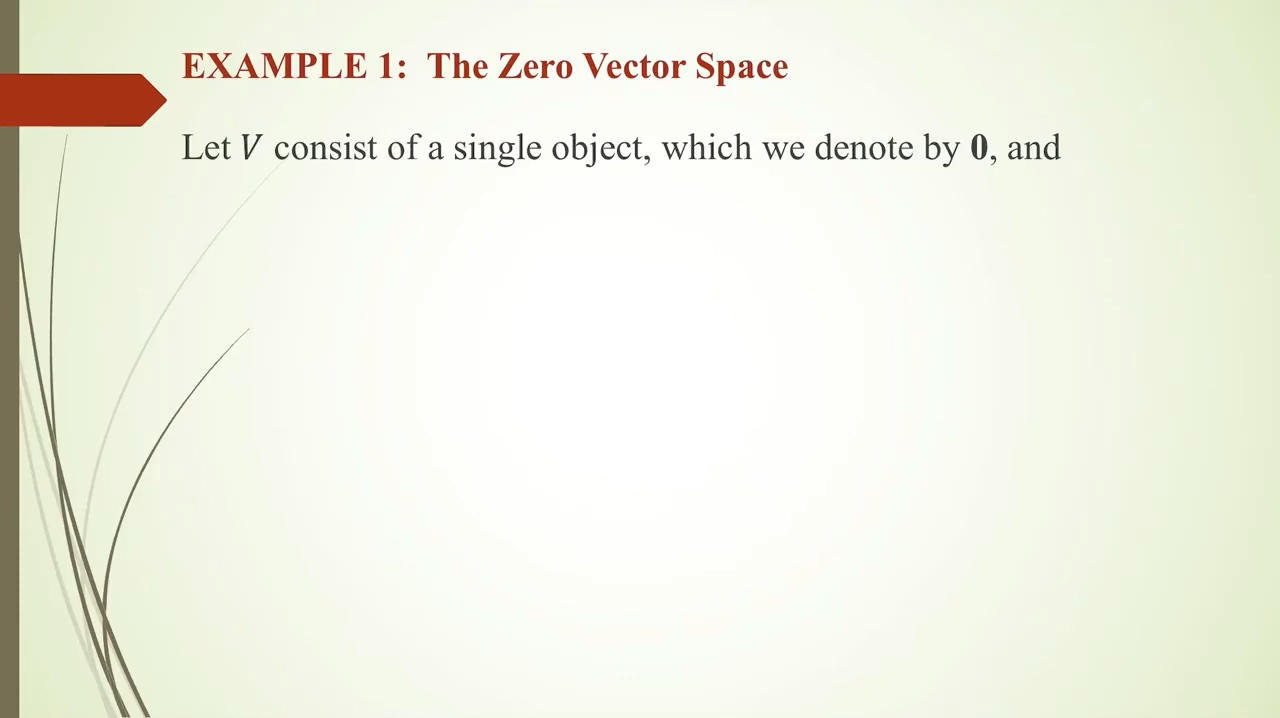 EXAMPLE 1: The Zero Vector Space
Let V consist of a single object, which we denote by 0, and